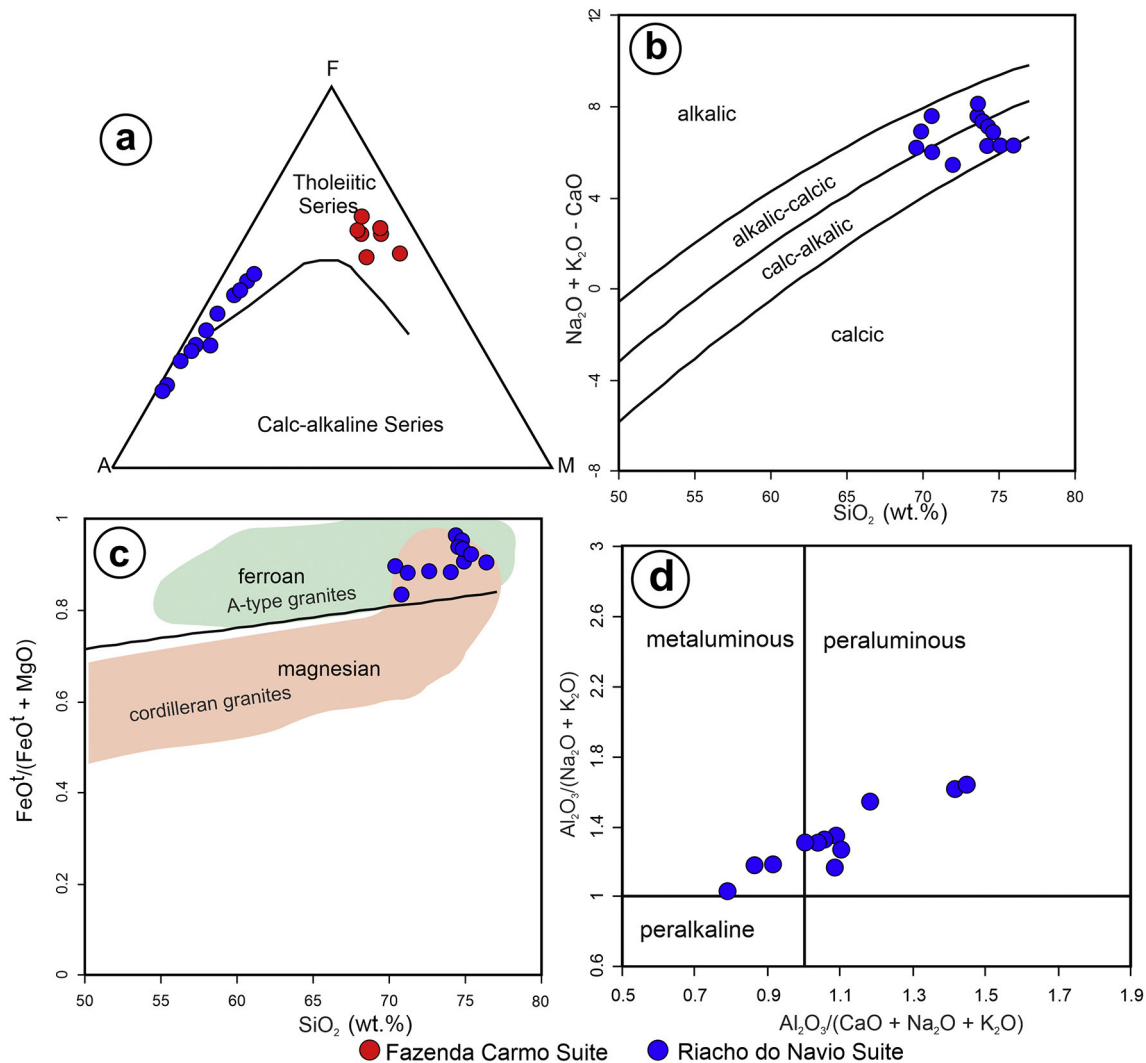 a
F
Tholeiitic
Series
Calc-alkaline Series
A
M
b
12
8
4
0
-4
-8
Na₂O + K₂O - CaO
alkalic
alkalic-calcic
calc-alkalic
calcic
50
55
60
65
70
75
80
SiO₂ (wt.%)
c
1
0.8
0.6
0.4
0.2
0
FeOᵗ/(FeOᵗ + MgO)
ferroan
A-type granites
magnesian
cordilleran granites
50
55
60
65
70
75
80
SiO₂ (wt.%)
d
3
2.6
2.2
1.8
1.4
1
0.6
Al₂O₃/(Na₂O + K₂O)
metaluminous
peraluminous
peralkaline
0.5
0.7
0.9
1.1
1.3
1.5
1.7
1.9
Al₂O₃/(CaO + Na₂O + K₂O)
Fazenda Carmo Suite
Riacho do Navio Suite